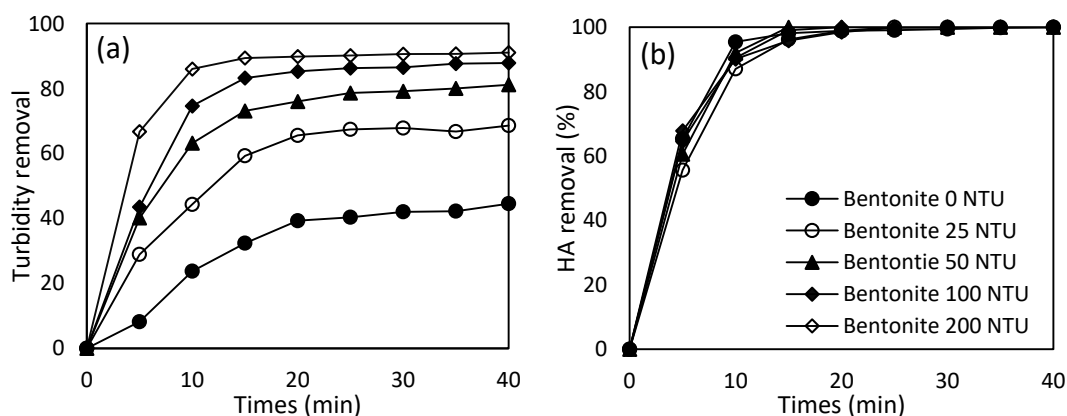 (a)
Turbidity removal
100
80
60
40
20
0
0 10 20 30 40
Times (min)
(b)
HA removal (%)
100
80
60
40
20
0
Bentonite 0 NTU
Bentonite 25 NTU
Bentontie 50 NTU
Bentonite 100 NTU
Bentonite 200 NTU
0 10 20 30 40
Times (min)